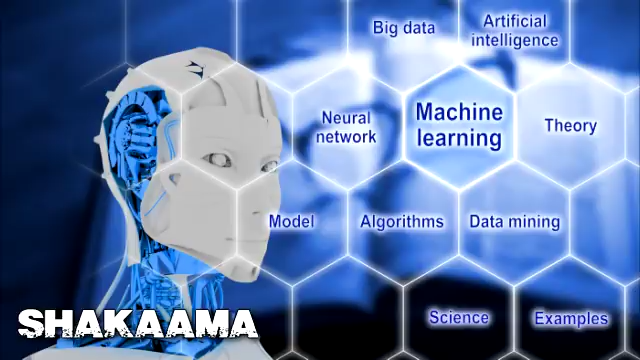 Big data
Artificial
intelligence
Neural
network
Machine
learning
Theory
Model
Algorithms
Data mining
Science
Examples
SHAKAAMA